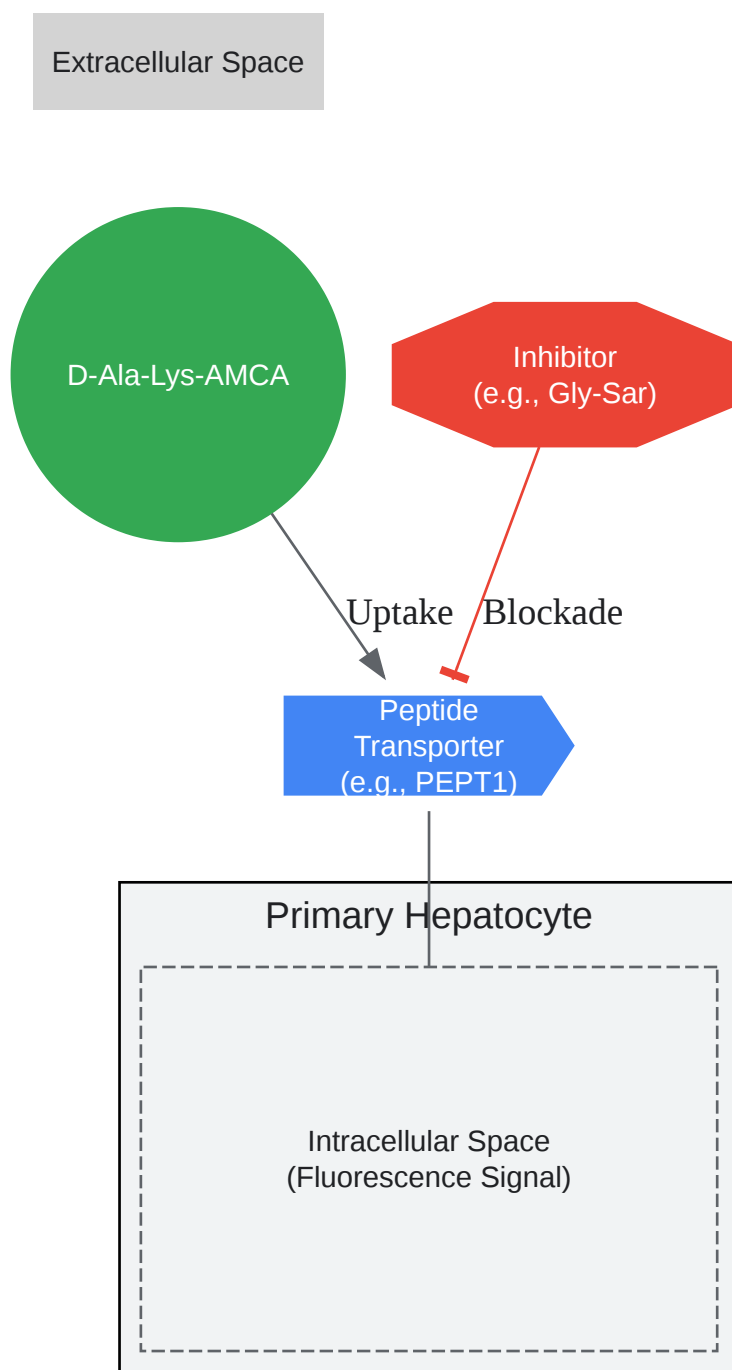 Extracellular Space
D-Ala-Lys-AMCA
Inhibitor
(e.g., Gly-Sar)
Uptake
Blockade
Peptide
Transporter
(e.g., PEPT1)
Primary Hepatocyte
Intracellular Space
(Fluorescence Signal)